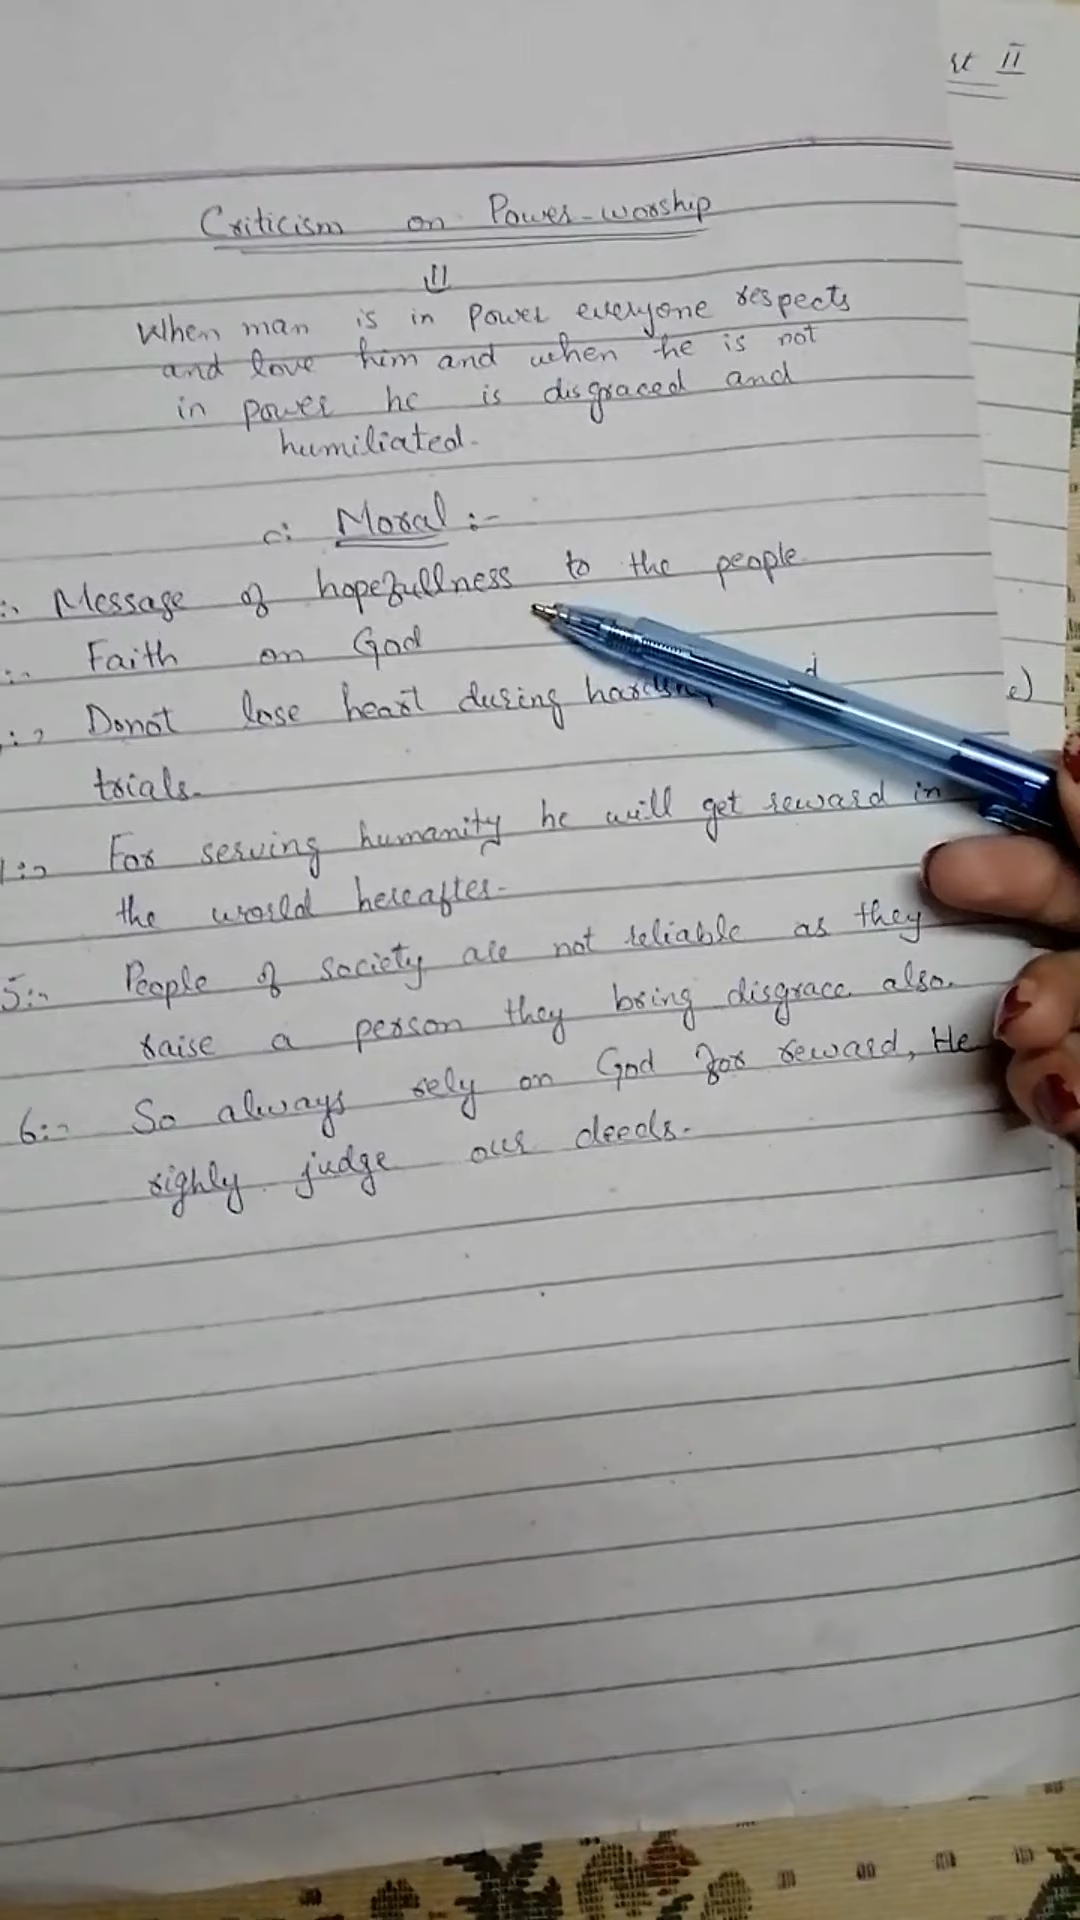 II
Criticism on Power-worship
When man is in power everyone respects
and love him and when he is not
in power he is disgraced and
humiliated.
c: Moral :-
Message of hopefullness to the people
Faith on God
Donot lose heart during
trials.
For serving humanity he will get reward in
the world hereafter.
5:- People of society are not reliable as they
raise a person they bring disgrace also.
6:- So always rely on God for reward, He
righly judge our deeds.
e)